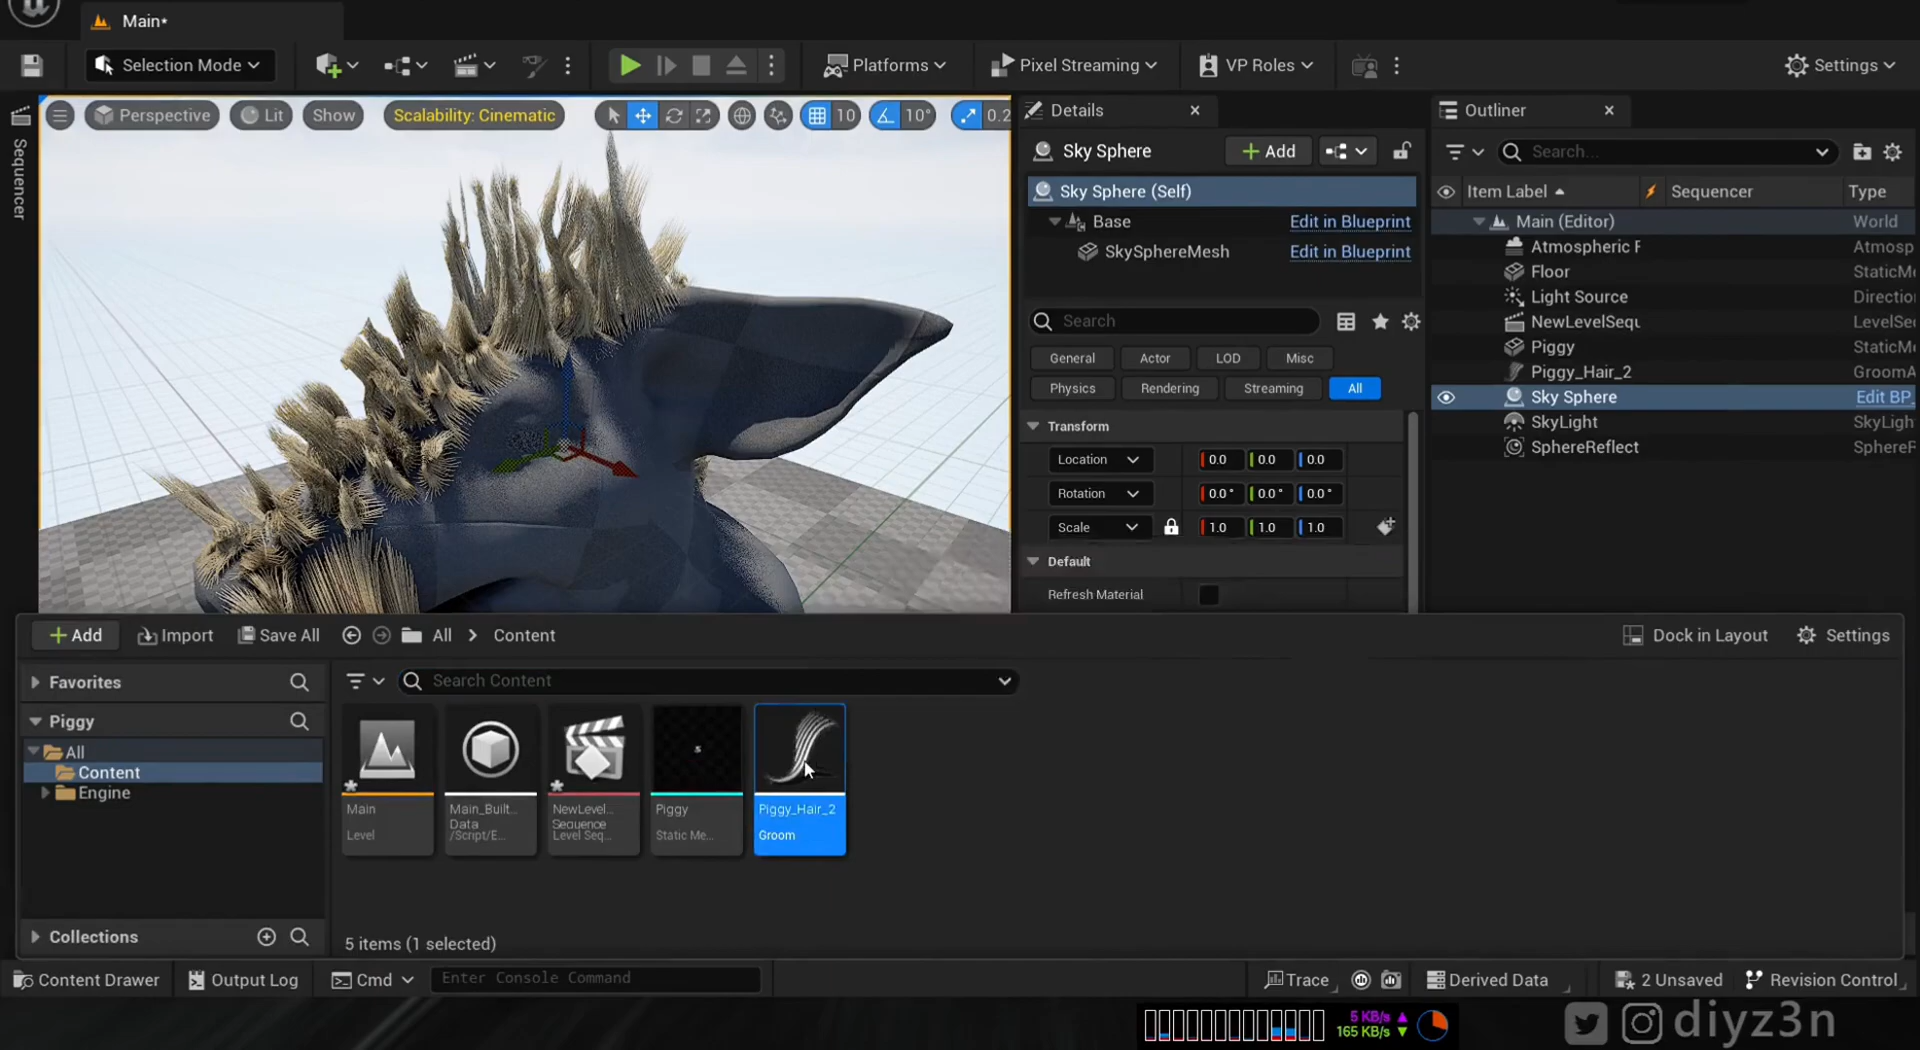 Main•
Selection Mode
Platforms
Pixel Streaming
VP Roles
Settings
Sequencer
Perspective
Lit
Show
Scalability: Cinematic
10
10°
0.2
Details
Sky Sphere
Add
Sky Sphere (Self)
Base
Edit in Blueprint
SkySphereMesh
Edit in Blueprint
Search
General
Actor
LOD
Misc
Physics
Rendering
Streaming
All
Transform
Location
0.0
0.0
0.0
Rotation
0.0°
0.0°
0.0°
Scale
1.0
1.0
1.0
Default
Refresh Material
Outliner
Search...
Item Label
Sequencer
Type
Main (Editor)
World
Atmospheric F
Atmosp
Floor
StaticMe
Light Source
Directio
NewLevelSequ
LevelSec
Piggy
StaticMe
Piggy_Hair_2
GroomA
Sky Sphere
Edit BP_
SkyLight
SkyLigh
SphereReflect
SphereR
Add
Import
Save All
All > Content
Dock in Layout
Settings
Favorites
Search Content
Piggy
All
Content
Engine
Main
Level
Main_Built...
Data
/Script/E...
NewLevel...
Sequence
Level Seq...
Piggy
Static Me...
Piggy_Hair_2
Groom
Collections
5 items (1 selected)
Content Drawer
Output Log
Cmd
Enter Console Command
Trace
Derived Data
2 Unsaved
Revision Control
5 KB/s
165 KB/s
diyz3n